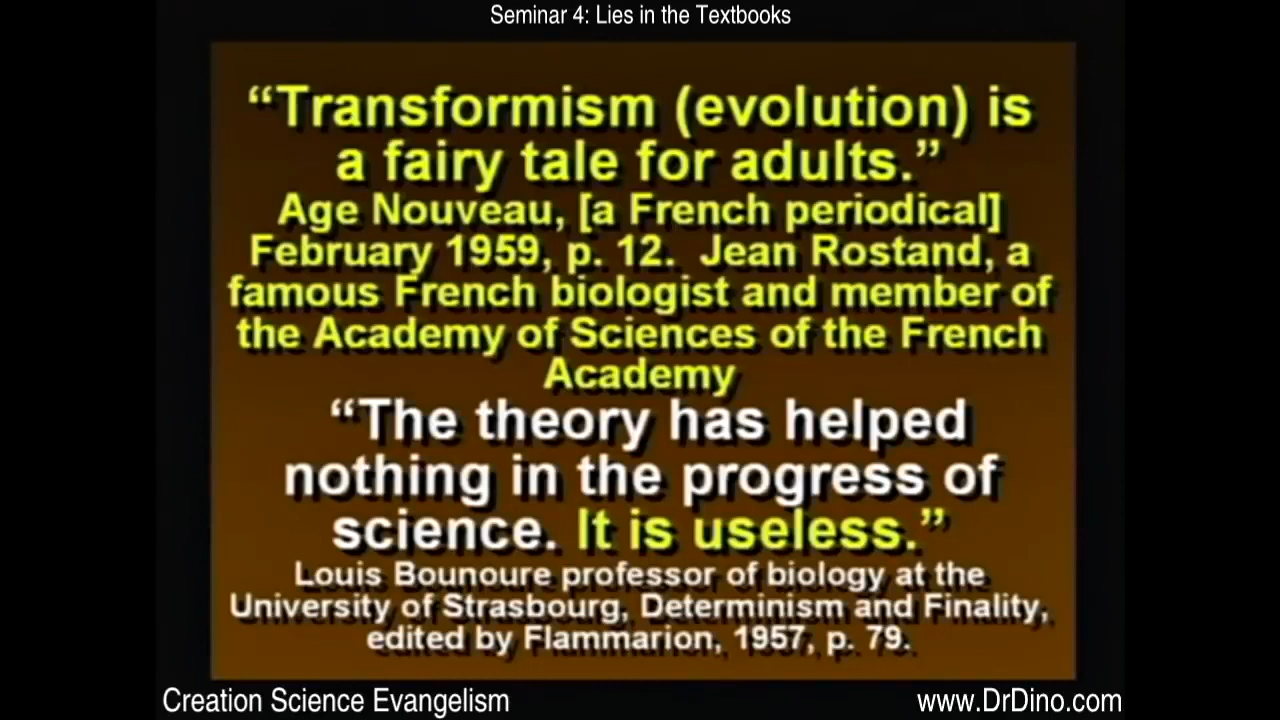 Seminar 4: Lies in the Textbooks
“Transformism (evolution) is
a fairy tale for adults.”
Age Nouveau, [a French periodical]
February 1959, p. 12.  Jean Rostand, a
famous French biologist and member of
the Academy of Sciences of the French
Academy
“The theory has helped
nothing in the progress of
science. It is useless.”
Louis Bounoure professor of biology at the
University of Strasbourg, Determinism and Finality,
edited by Flammarion, 1957, p. 79.
Creation Science Evangelism
www.DrDino.com